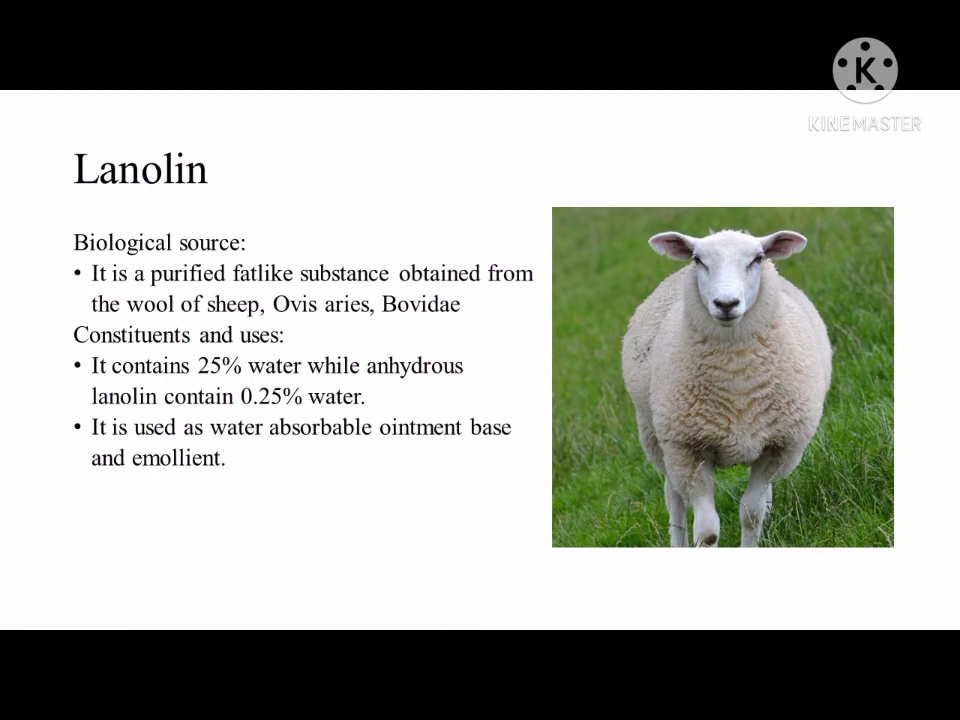 K
KINEMASTER
Lanolin
Biological source:
• It is a purified fatlike substance obtained from
the wool of sheep, Ovis aries, Bovidae
Constituents and uses:
• It contains 25% water while anhydrous
lanolin contain 0.25% water.
• It is used as water absorbable ointment base
and emollient.